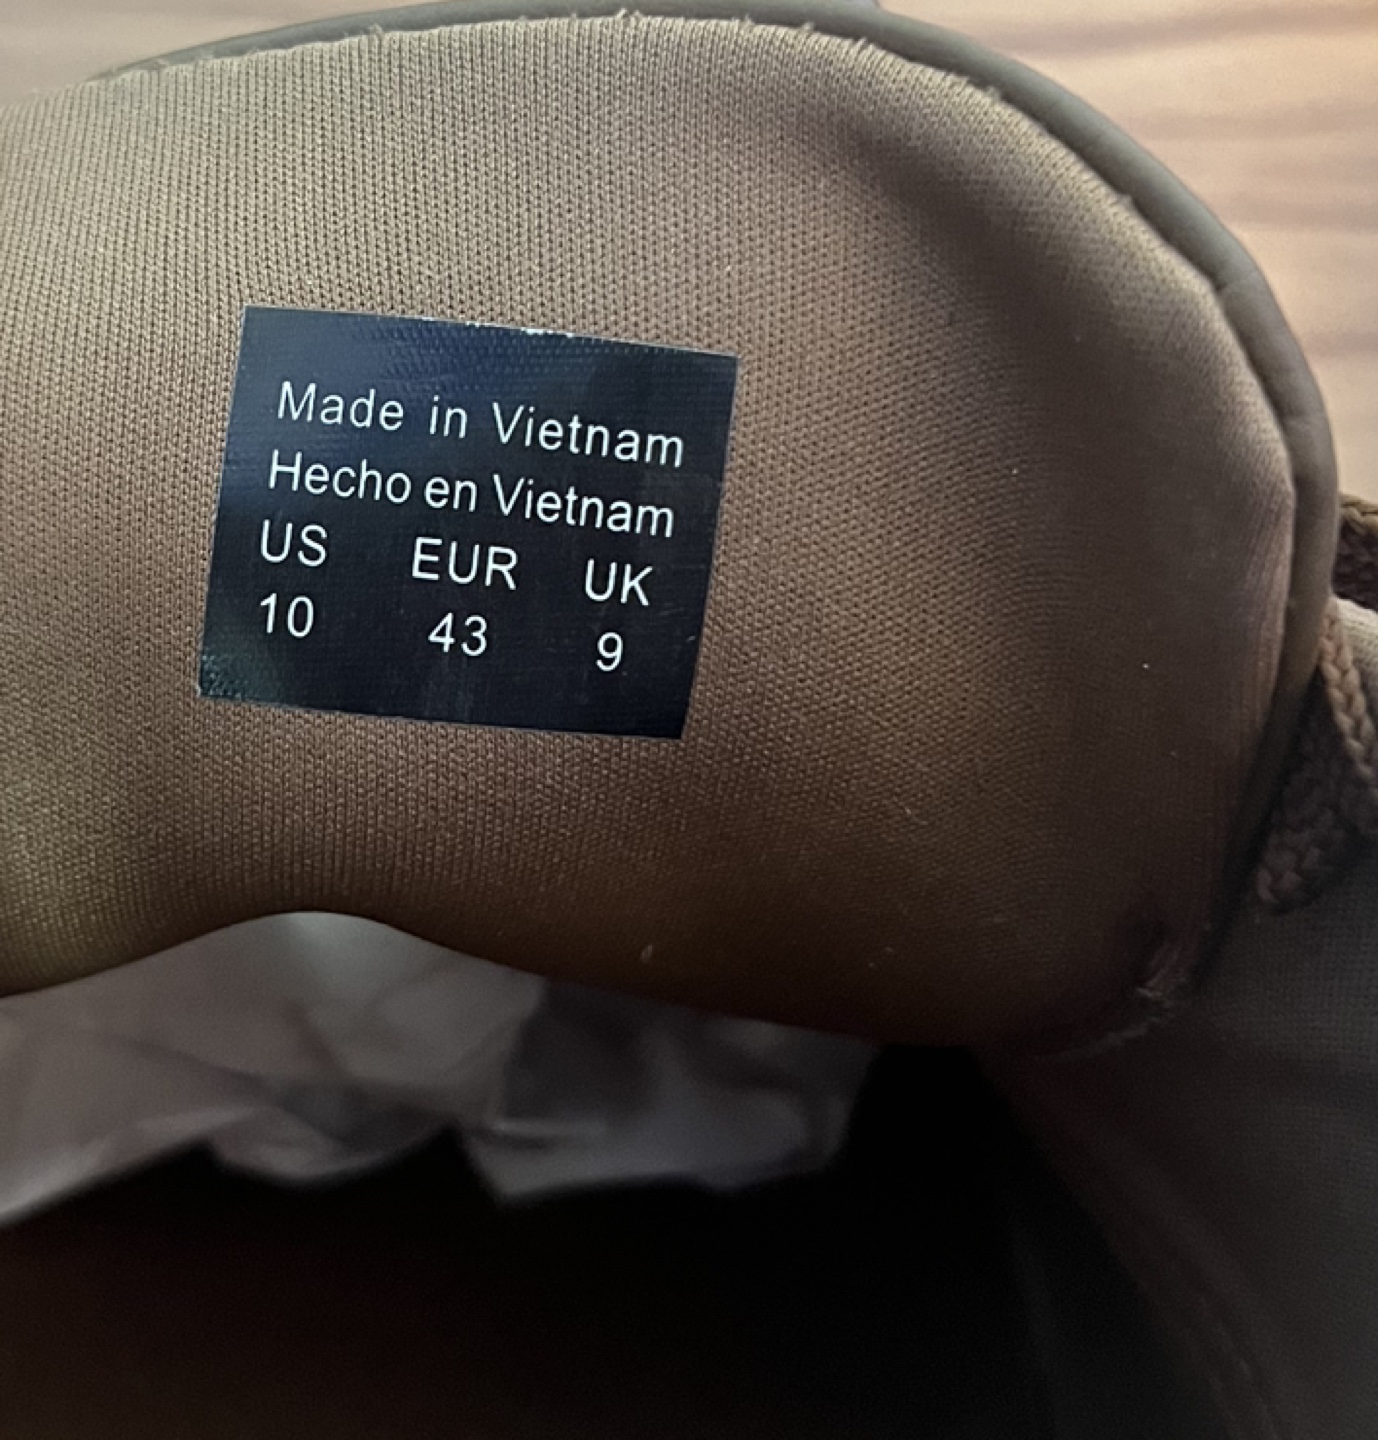 Made in Vietnam
Hecho en Vietnam
US EUR UK
10 43 9